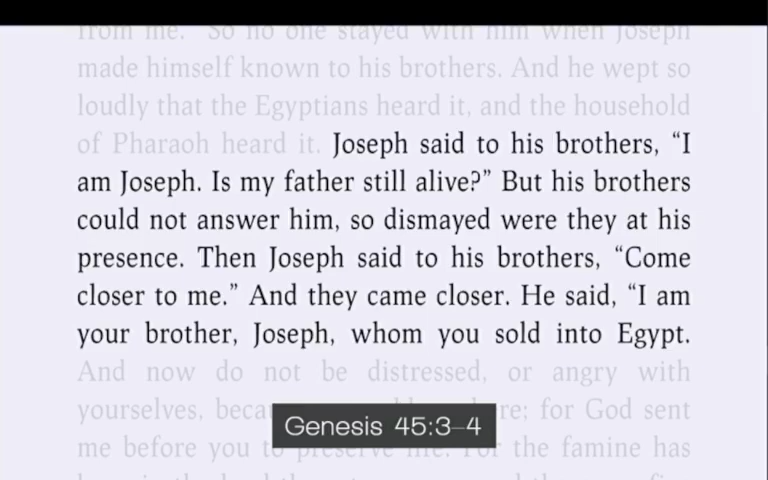 from me." So no one stayed with him when Joseph
made himself known to his brothers. And he wept so
loudly that the Egyptians heard it, and the household
of Pharaoh heard it. Joseph said to his brothers, “I
am Joseph. Is my father still alive?” But his brothers
could not answer him, so dismayed were they at his
presence. Then Joseph said to his brothers, “Come
closer to me.” And they came closer. He said, “I am
your brother, Joseph, whom you sold into Egypt.
And now do not be distressed, or angry with
yourselves, for God sent
me before you to preserve life. For the famine has
Genesis 45:3–4